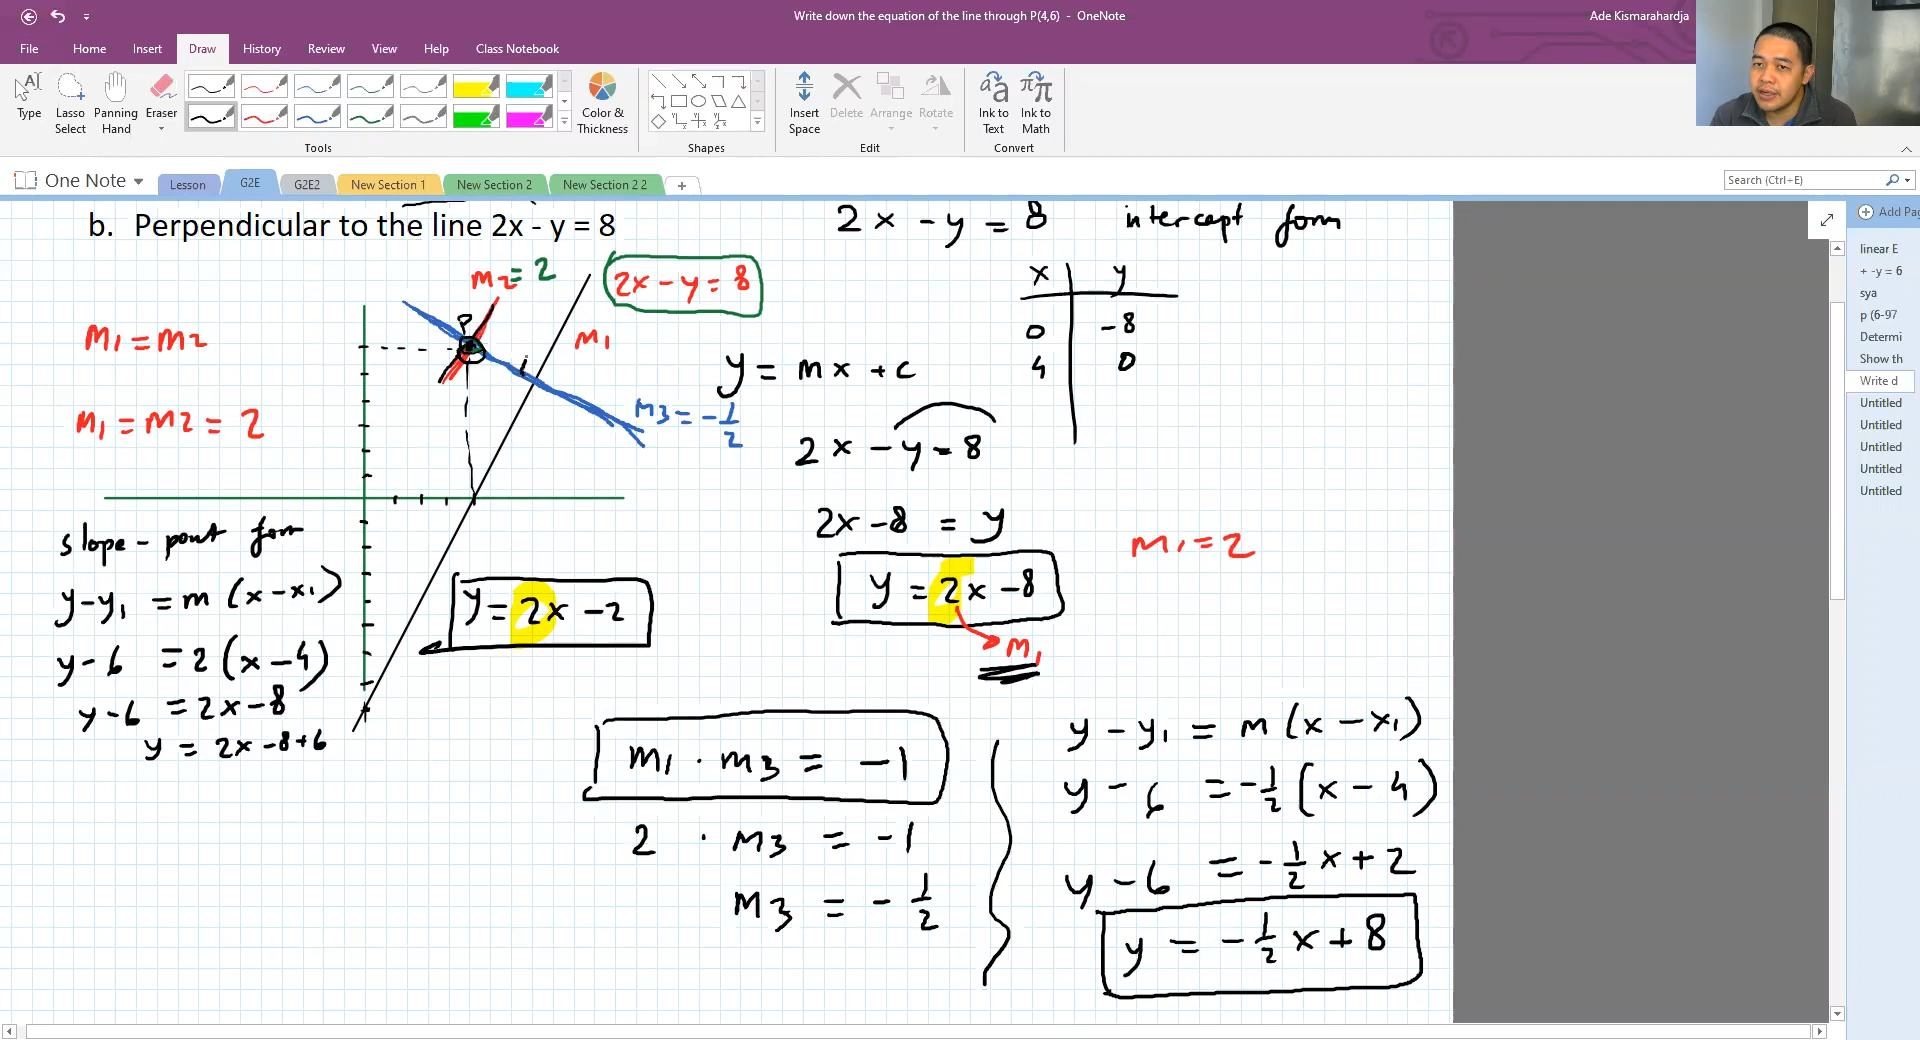 Write down the equation of the line through P(4,6) - OneNote
Ade Kismarahardja
File Home Insert Draw History Review View Help Class Notebook
Type
Lasso Select
Panning Hand
Eraser
Color & Thickness
Insert Space
Delete
Arrange
Rotate
Ink to Text
Ink to Math
Tools
Shapes
Edit
Convert
One Note
Lesson
G2E
G2E2
New Section 1
New Section 2
New Section 2 2
Search (Ctrl+E)
Add Pag
linear E
+ -y = 6
sya
p (6-97
Determi
Show th
Write d
Untitled
Untitled
Untitled
Untitled
Untitled
b. Perpendicular to the line 2x - y = 8
m2 = 2
2x - y = 8
P
m1
m1 = m2
m1 = m2 = 2
m3 = -1/2
slope - point form
y - y1 = m (x - x1)
y - 6 = 2 (x - 4)
y - 6 = 2x - 8
y = 2x - 8 + 6
y = 2x - 2
2x - y = 8 intercept form
x y
0 -8
4 0
y = mx + c
2x - y = 8
2x - 8 = y
y = 2x - 8
m1
m1 = 2
m1 . m3 = -1
2 . m3 = -1
m3 = -1/2
y - y1 = m (x - x1)
y - 6 = -1/2 (x - 4)
y - 6 = -1/2 x + 2
y = -1/2 x + 8